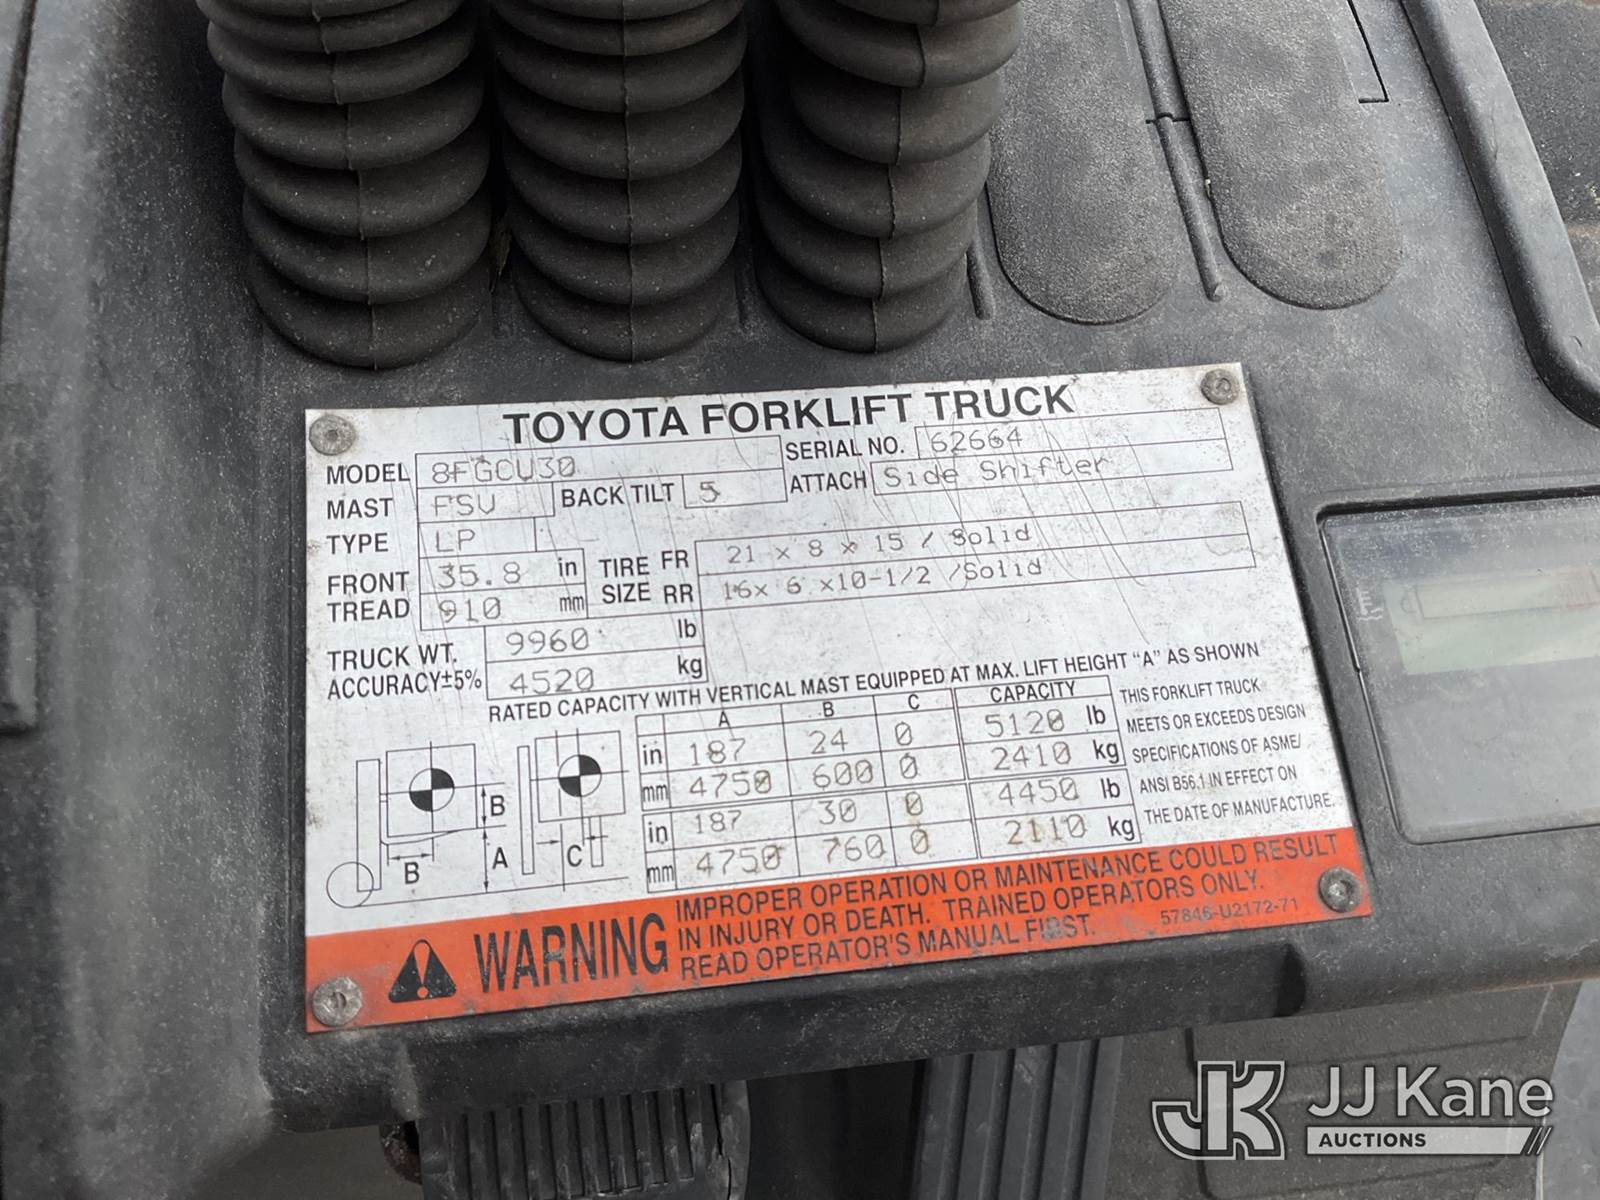 TOYOTA FORKLIFT TRUCK
MODEL 8FGCU30 SERIAL NO. 62664
MAST FSV BACK TILT 5 ATTACH Side Shifter
TYPE LP
FRONT TREAD 35.8 in 910 mm
TIRE SIZE FR 21 x 8 x 15 / Solid
RR 16x 6 x10-1/2 /Solid
TRUCK WT. 9960 lb
ACCURACY±5% 4520 kg
RATED CAPACITY WITH VERTICAL MAST EQUIPPED AT MAX. LIFT HEIGHT "A" AS SHOWN
A B C CAPACITY
in 187 24 0 5120 lb
mm 4750 600 0 2410 kg
in 187 30 0 4450 lb
mm 4750 760 0 2110 kg
B A B C
THIS FORKLIFT TRUCK
MEETS OR EXCEEDS DESIGN
SPECIFICATIONS OF ASME/
ANSI B56.1 IN EFFECT ON
THE DATE OF MANUFACTURE.
WARNING
IMPROPER OPERATION OR MAINTENANCE COULD RESULT
IN INJURY OR DEATH. TRAINED OPERATORS ONLY.
READ OPERATOR'S MANUAL FIRST.
57846-U2172-71
JK JJ Kane
AUCTIONS